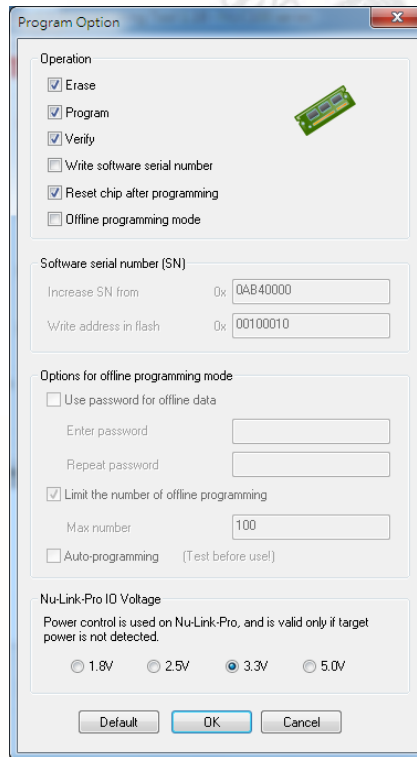 Program Option
Operation
Erase
Program
Verify
Write software serial number
Reset chip after programming
Offline programming mode
Software serial number (SN)
Increase SN from 0x 0AB40000
Write address in flash 0x 00100010
Options for offline programming mode
Use password for offline data
Enter password
Repeat password
Limit the number of offline programming
Max number 100
Auto-programming (Test before use!)
Nu-Link-Pro IO Voltage
Power control is used on Nu-Link-Pro, and is valid only if target
power is not detected.
1.8V 2.5V 3.3V 5.0V
Default OK Cancel